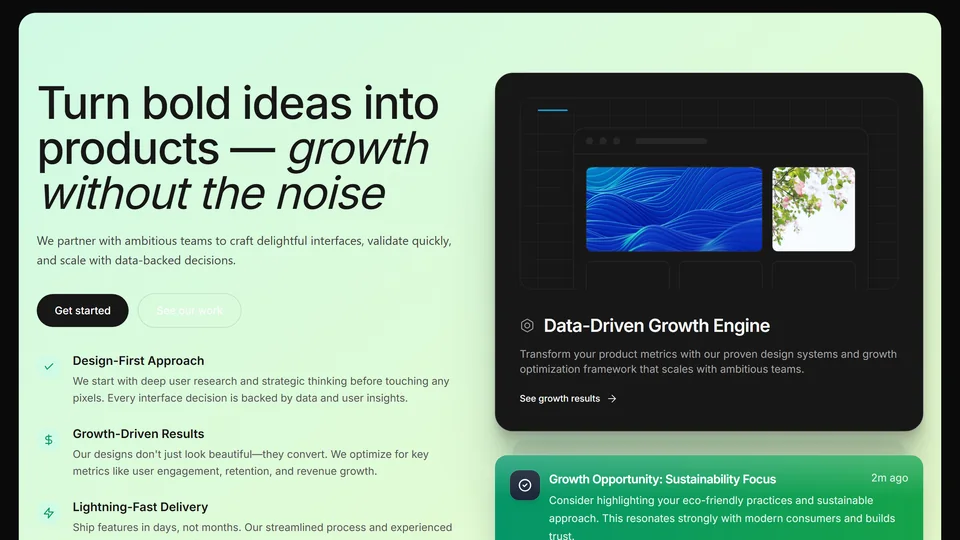 Turn bold ideas into
products — growth
without the noise
We partner with ambitious teams to craft delightful interfaces, validate quickly,
and scale with data-backed decisions.
Get started
See our work
Design-First Approach
We start with deep user research and strategic thinking before touching any
pixels. Every interface decision is backed by data and user insights.
Growth-Driven Results
Our designs don't just look beautiful—they convert. We optimize for key
metrics like user engagement, retention, and revenue growth.
Lightning-Fast Delivery
Ship features in days, not months. Our streamlined process and experienced
Data-Driven Growth Engine
Transform your product metrics with our proven design systems and growth
optimization framework that scales with ambitious teams.
See growth results
Growth Opportunity: Sustainability Focus
2m ago
Consider highlighting your eco-friendly practices and sustainable
approach. This resonates strongly with modern consumers and builds
trust.